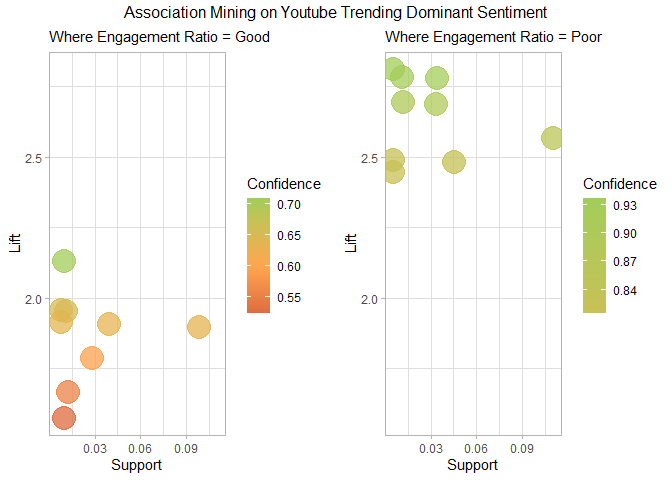 Association Mining on Youtube Trending Dominant Sentiment
Where Engagement Ratio = Good
Where Engagement Ratio = Poor
2.5
2.0
Lift
0.03 0.06 0.09
Support
Confidence
0.70
0.65
0.60
0.55
2.5
2.0
Lift
0.03 0.06 0.09
Support
Confidence
0.93
0.90
0.87
0.84